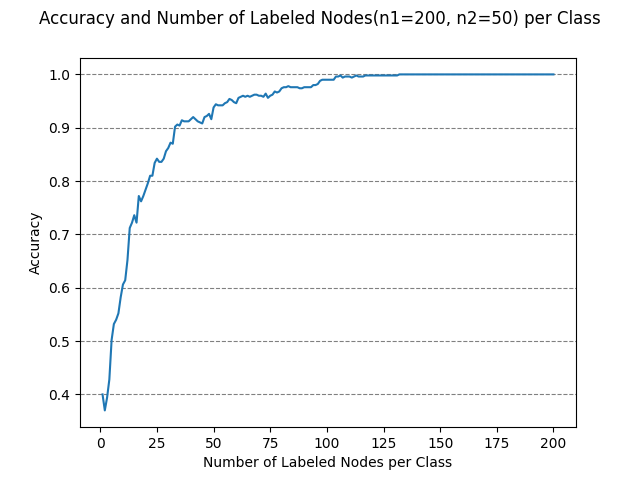 Accuracy and Number of Labeled Nodes(n1=200, n2=50) per Class
1.0
0.9
0.8
0.7
0.6
0.5
0.4
Accuracy
0 25 50 75 100 125 150 175 200
Number of Labeled Nodes per Class